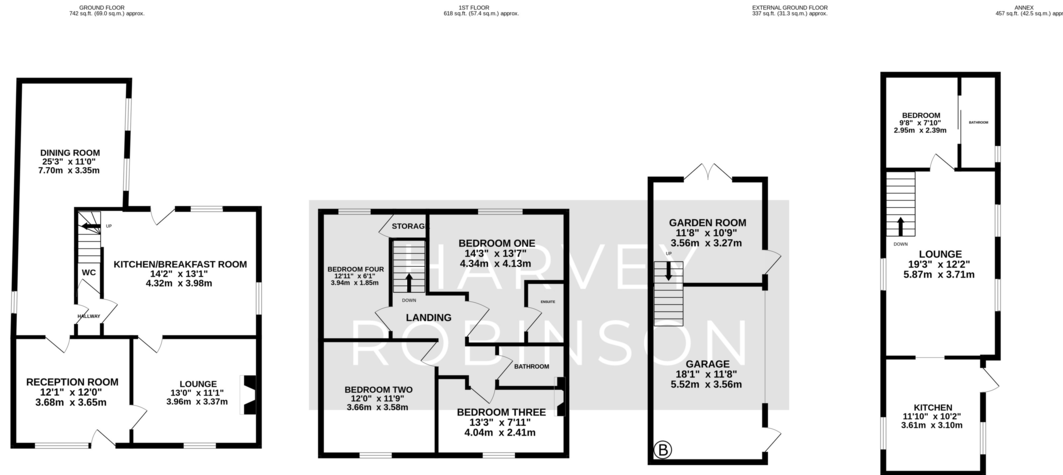 GROUND FLOOR
742 sq.ft. (69.0 sq.m.) approx.
DINING ROOM
25'3" x 11'0"
7.70m x 3.35m
UP
WC
KITCHEN/BREAKFAST ROOM
14'2" x 13'1"
4.32m x 3.98m
HALLWAY
RECEPTION ROOM
12'1" x 12'0"
3.68m x 3.65m
LOUNGE
13'0" x 11'1"
3.96m x 3.37m
1ST FLOOR
618 sq.ft. (57.4 sq.m.) approx.
STORAG
BEDROOM ONE
14'3" x 13'7"
4.34m x 4.13m
BEDROOM FOUR
12'11" x 6'1"
3.94m x 1.85m
DOWN
ENSUITE
LANDING
BATHROOM
BEDROOM TWO
12'0" x 11'9"
3.66m x 3.58m
BEDROOM THREE
13'3" x 7'11"
4.04m x 2.41m
HARVEY
ROBINSON
EXTERNAL GROUND FLOOR
337 sq.ft. (31.3 sq.m.) approx.
GARDEN ROOM
11'8" x 10'9"
3.56m x 3.27m
UP
GARAGE
18'1" x 11'8"
5.52m x 3.56m
B
ANNEX
457 sq.ft. (42.5 sq.m.) appro
BEDROOM
9'8" x 7'10"
2.95m x 2.39m
BATHROOM
DOWN
LOUNGE
19'3" x 12'2"
5.87m x 3.71m
KITCHEN
11'10" x 10'2"
3.61m x 3.10m